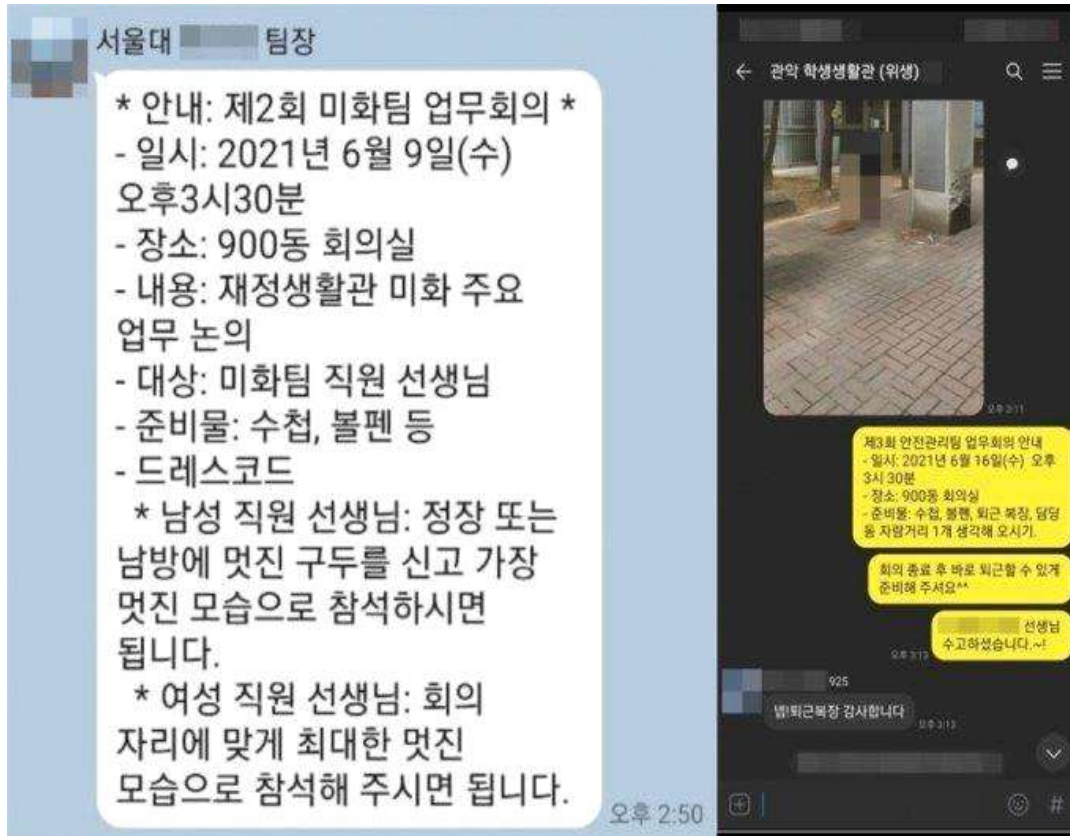 서울대 팀장
* 안내: 제2회 미화팀 업무회의 *
- 일시: 2021년 6월 9일(수)
오후3시30분
- 장소: 900동 회의실
- 내용: 재정생활관 미화 주요
업무 논의
- 대상: 미화팀 직원 선생님
- 준비물: 수첩, 볼펜 등
- 드레스코드
* 남성 직원 선생님: 정장 또는
남방에 멋진 구두를 신고 가장
멋진 모습으로 참석하시면
됩니다.
* 여성 직원 선생님: 회의
자리에 맞게 최대한 멋진
모습으로 참석해 주시면 됩니다.
오후 2:50
관악 학생생활관 (위생)
오후 3:11
제3회 안전관리팀 업무회의 안내
- 일시: 2021년 6월 16일(수) 오후
3시 30분
- 장소: 900동 회의실
- 준비물: 수첩, 볼펜, 퇴근 복장, 담당
동 자랑거리 1개 생각해 오시기.
회의 종료 후 바로 퇴근할 수 있게
준비해 주셔요^^
선생님
수고하셨습니다.~!
오후 3:13
925
넵!퇴근복장 감사합니다
오후 3:13
#